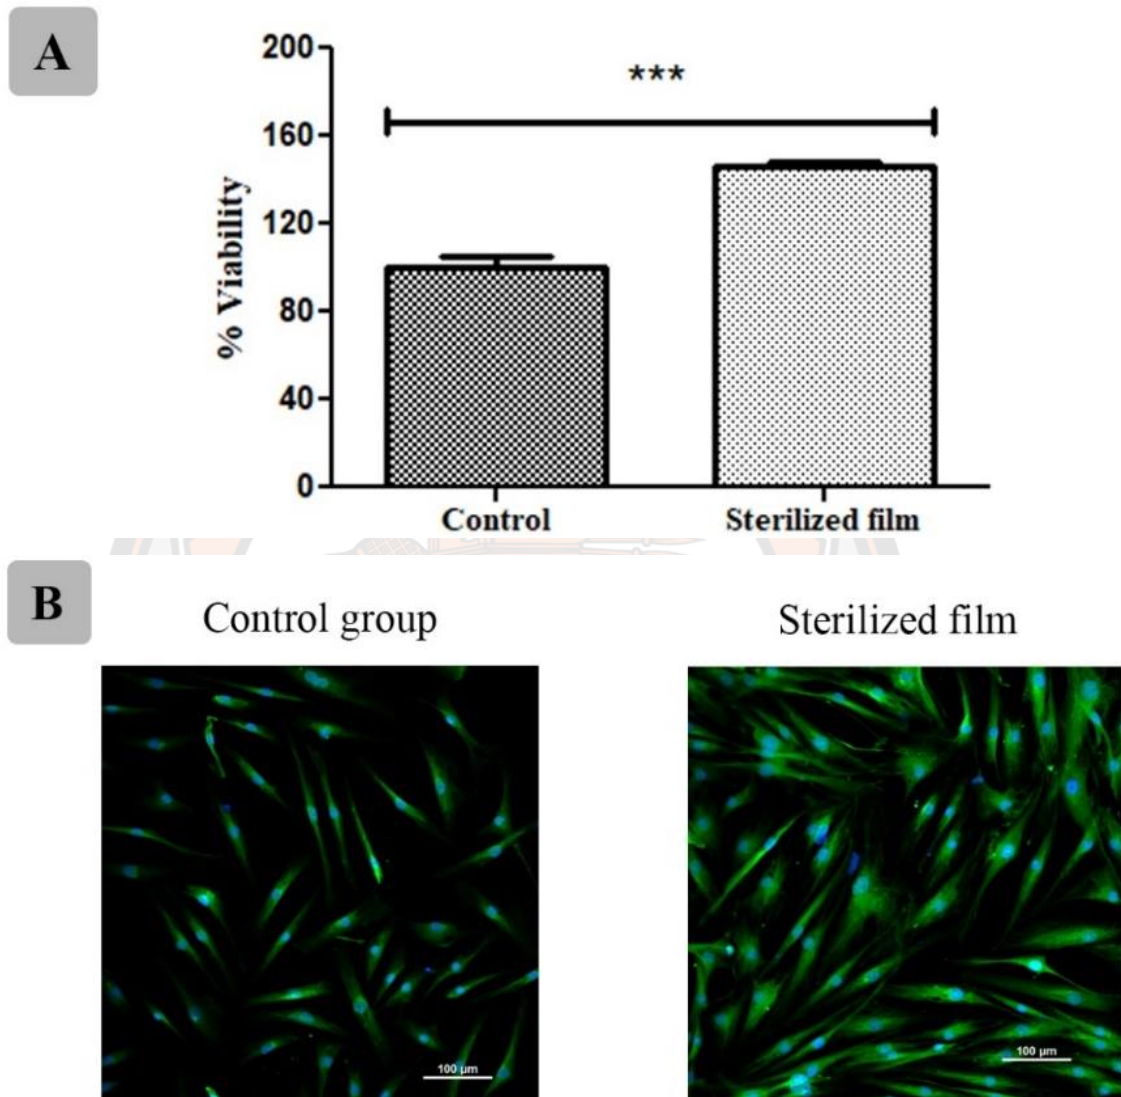 A
200
160
120
80
40
0
% Viability
***
Control
Sterilized film
B
Control group
Sterilized film
100 µm
100 µm